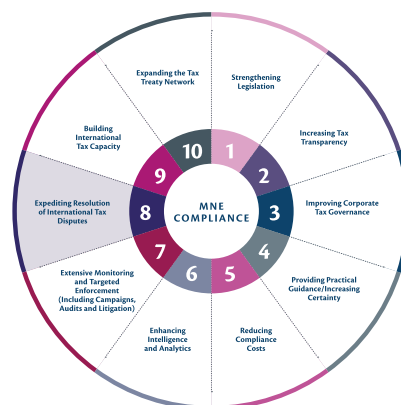 Expanding the Tax
Treaty Network
Strengthening
Legislation
Building
International
Tax Capacity
Increasing Tax
Transparency
10
1
9
2
Expediting Resolution
of International Tax
Disputes
8
MNE
COMPLIANCE
3
Improving Corporate
Tax Governance
7
4
6
5
Extensive Monitoring
and Targeted
Enforcement
(Including Campaigns,
Audits and Litigation)
Providing Practical
Guidance/Increasing
Certainty
Enhancing
Intelligence
and Analytics
Reducing
Compliance
Costs